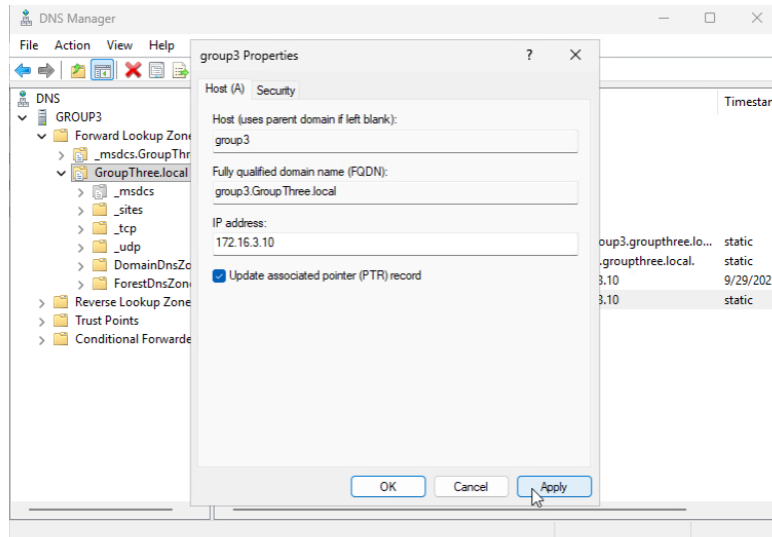 DNS Manager
File Action View Help
DNS
GROUP3
Forward Lookup Zone
_msdcs.GroupThr
GroupThree.local
_msdcs
_sites
_tcp
_udp
DomainDnsZo
ForestDnsZon
Reverse Lookup Zone
Trust Points
Conditional Forwarde
group3 Properties ?
Host (A) Security
Host (uses parent domain if left blank):
group3
Fully qualified domain name (FQDN):
group3.GroupThree.local
IP address:
172.16.3.10
Update associated pointer (PTR) record
OK Cancel Apply
Timestar
oup3.groupthree.lo... static
.groupthree.local. static
3.10 9/29/202
3.10 static